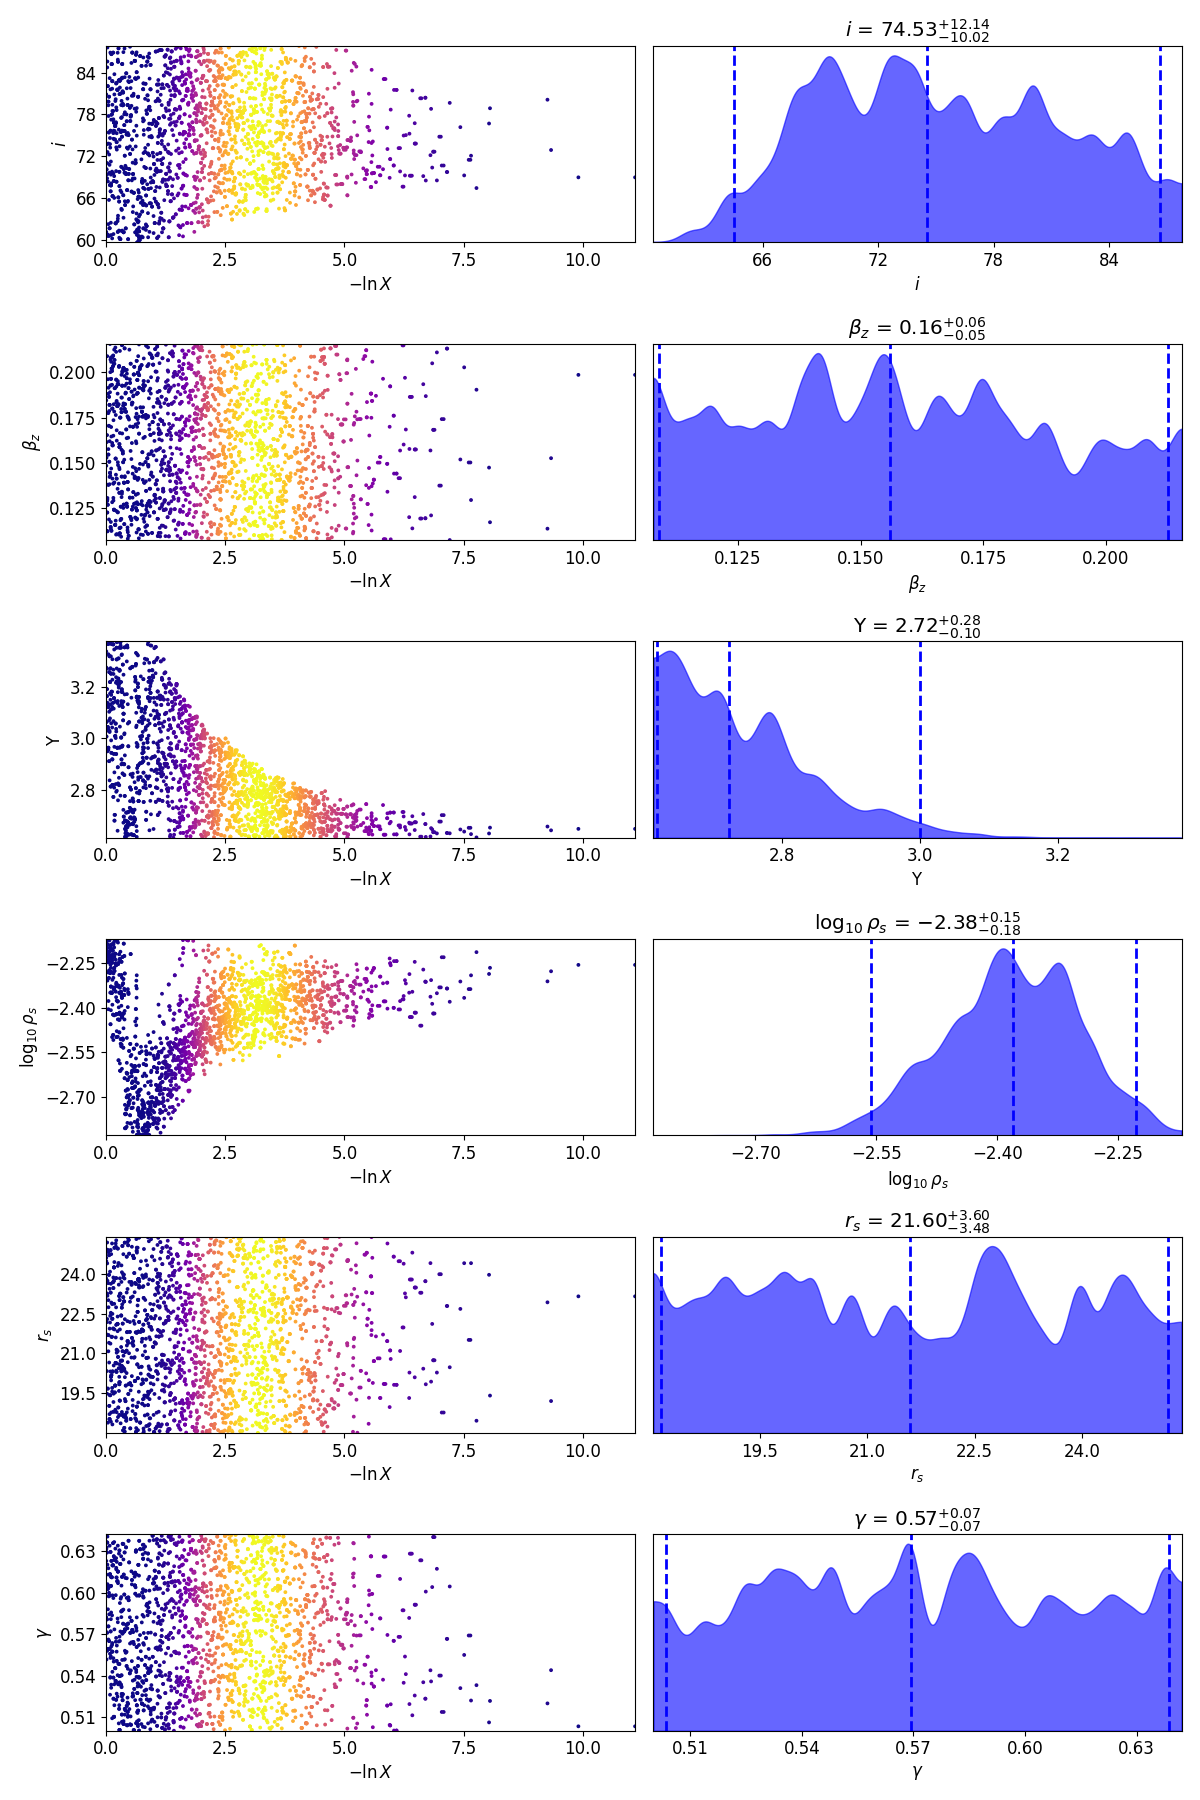 i = 74.53 +12.14 −10.02
84
78
72
66
60
i
0.0 2.5 5.0 7.5 10.0
−ln X
66 72 78 84
i
β_z = 0.16 +0.06 −0.05
0.200
0.175
0.150
0.125
β_z
0.0 2.5 5.0 7.5 10.0
−ln X
0.125 0.150 0.175 0.200
β_z
Y = 2.72 +0.28 −0.10
3.2
3.0
2.8
Y
0.0 2.5 5.0 7.5 10.0
−ln X
2.8 3.0 3.2
Y
log₁₀ ρ_s = −2.38 +0.15 −0.18
−2.25
−2.40
−2.55
−2.70
log₁₀ ρ_s
0.0 2.5 5.0 7.5 10.0
−ln X
−2.70 −2.55 −2.40 −2.25
log₁₀ ρ_s
r_s = 21.60 +3.60 −3.48
24.0
22.5
21.0
19.5
r_s
0.0 2.5 5.0 7.5 10.0
−ln X
19.5 21.0 22.5 24.0
r_s
γ = 0.57 +0.07 −0.07
0.63
0.60
0.57
0.54
0.51
γ
0.0 2.5 5.0 7.5 10.0
−ln X
0.51 0.54 0.57 0.60 0.63
γ